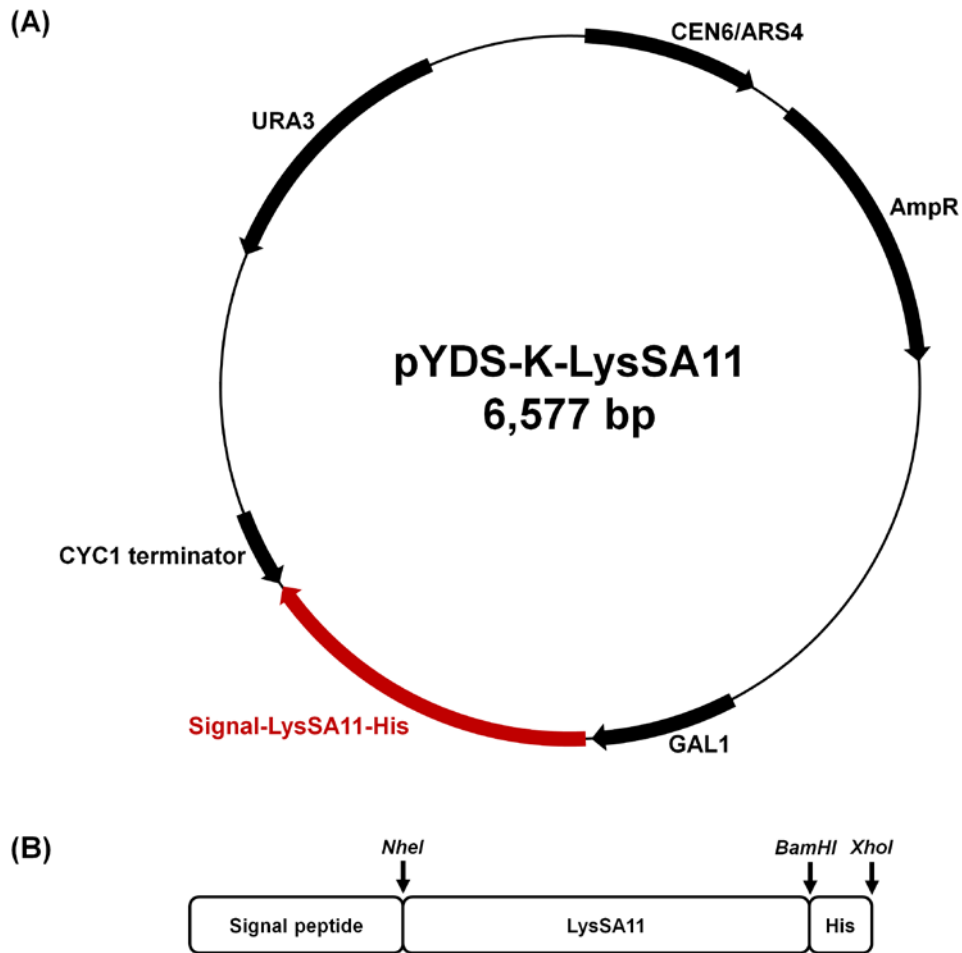 (A)
CEN6/ARS4
URA3
AmpR
pYDS-K-LysSA11
6,577 bp
CYC1 terminator
Signal-LysSA11-His
GAL1
(B)
NheI BamHI XhoI
Signal peptide LysSA11 His